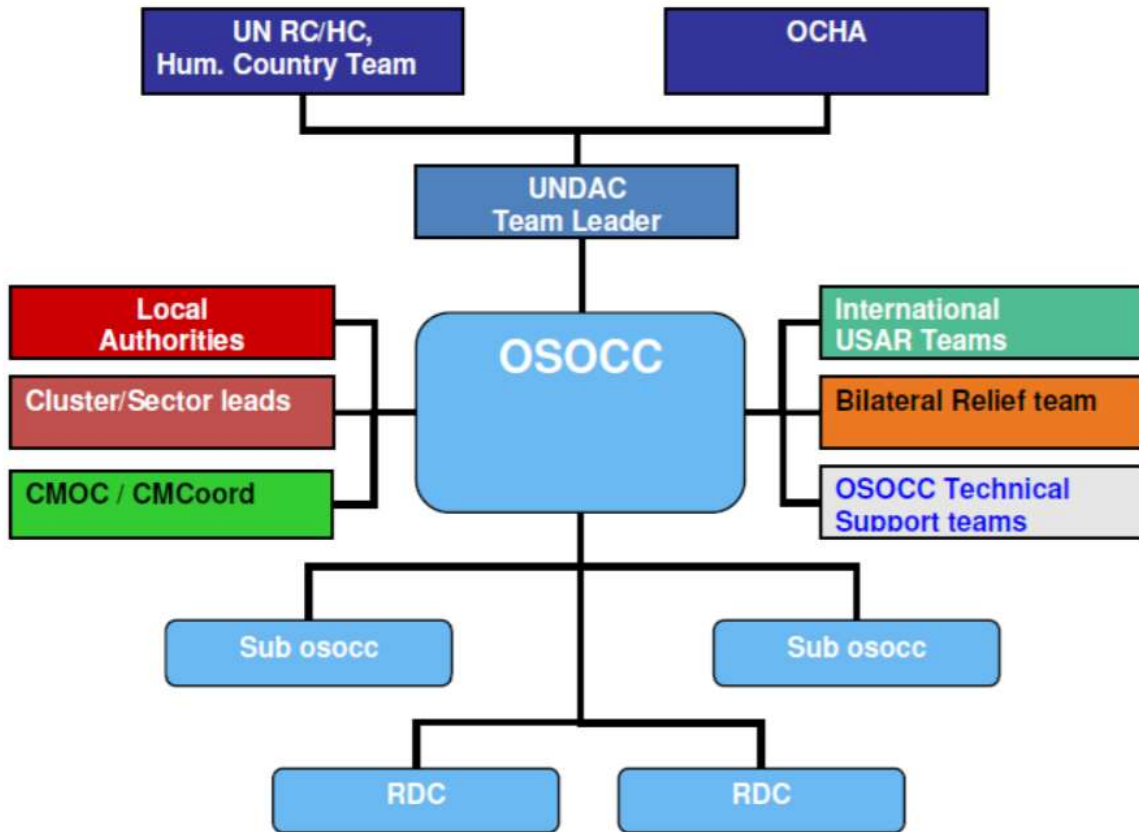 UN RC/HC,
Hum. Country Team
OCHA
UNDAC
Team Leader
Local
Authorities
International
USAR Teams
OSOCC
Cluster/Sector leads
Bilateral Relief team
CMOC / CMCoord
OSOCC Technical
Support teams
Sub osocc
Sub osocc
RDC
RDC